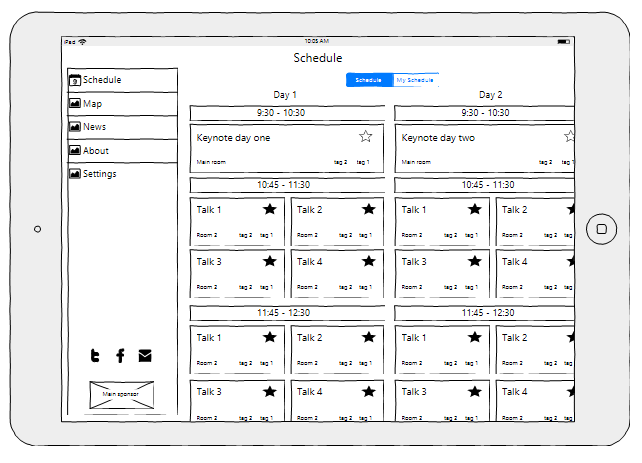 iPad 10:05 AM
Schedule
Schedule My Schedule
9 Schedule
Map
News
About
Settings
Main sponsor
Day 1
9:30 - 10:30
Keynote day one
Main room tag 2 tag 1
10:45 - 11:30
Talk 1 Talk 2
Room 2 tag 2 tag 1 Room 2 tag 2 tag 1
Talk 3 Talk 4
Room 2 tag 2 tag 1 Room 2 tag 2 tag 1
11:45 - 12:30
Talk 1 Talk 2
Room 2 tag 2 tag 1 Room 2 tag 2 tag 1
Talk 3 Talk 4
Room 2 tag 2 tag 1 Room 2 tag 2 tag 1
Day 2
9:30 - 10:30
Keynote day two
Main room tag 2 tag 1
10:45 - 11:30
Talk 1 Talk 2
Room 2 tag 2 tag 1 Room 2 tag 2 tag 1
Talk 3 Talk 4
Room 2 tag 2 tag 1 Room 2 tag 2 tag 1
11:45 - 12:30
Talk 1 Talk 2
Room 2 tag 2 tag 1 Room 2 tag 2 tag 1
Talk 3 Talk 4
Room 2 tag 2 tag 1 Room 2 tag 2 tag 1